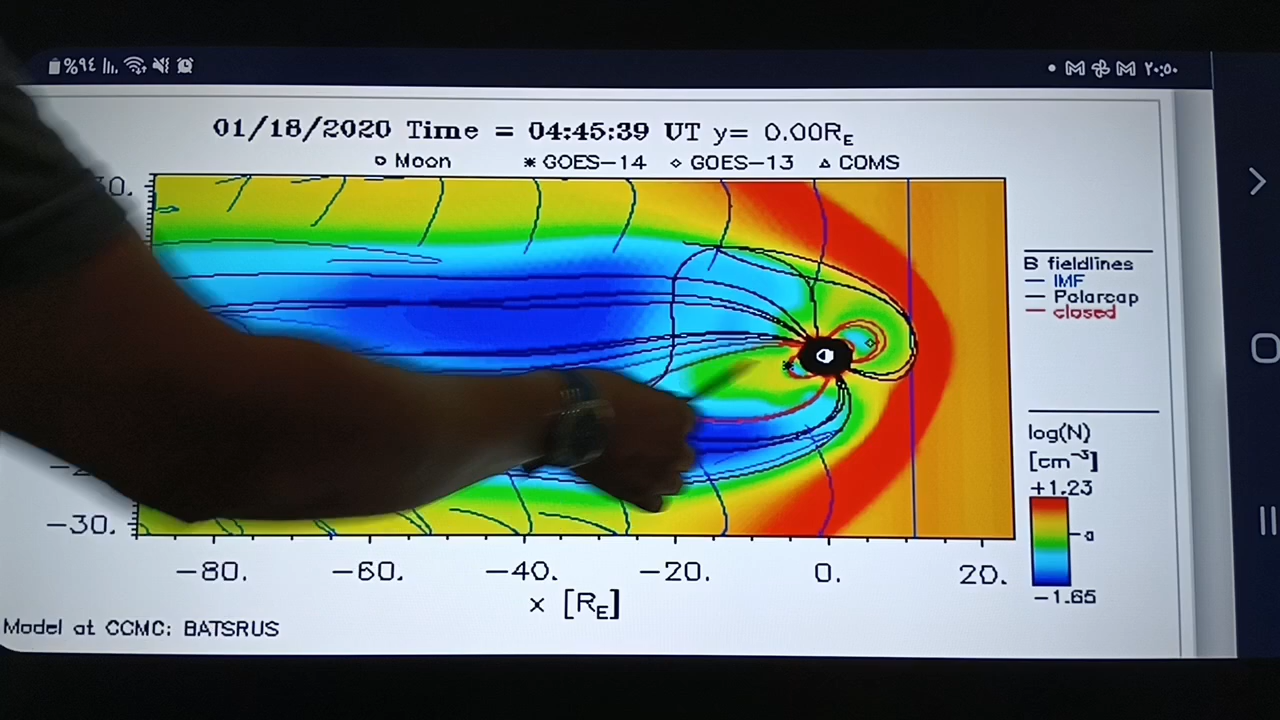 %٩٤ ٢٠:٥٠
01/18/2020 Time = 04:45:39 UT y= 0.00RE
Moon GOES-14 GOES-13 COMS
B fieldlines
IMF
Polarcap
closed
log(N)
[cm-3]
+1.23
-1.65
-30.
-80. -60. -40. -20. 0. 20.
x [RE]
Model at CCMC: BATSRUS